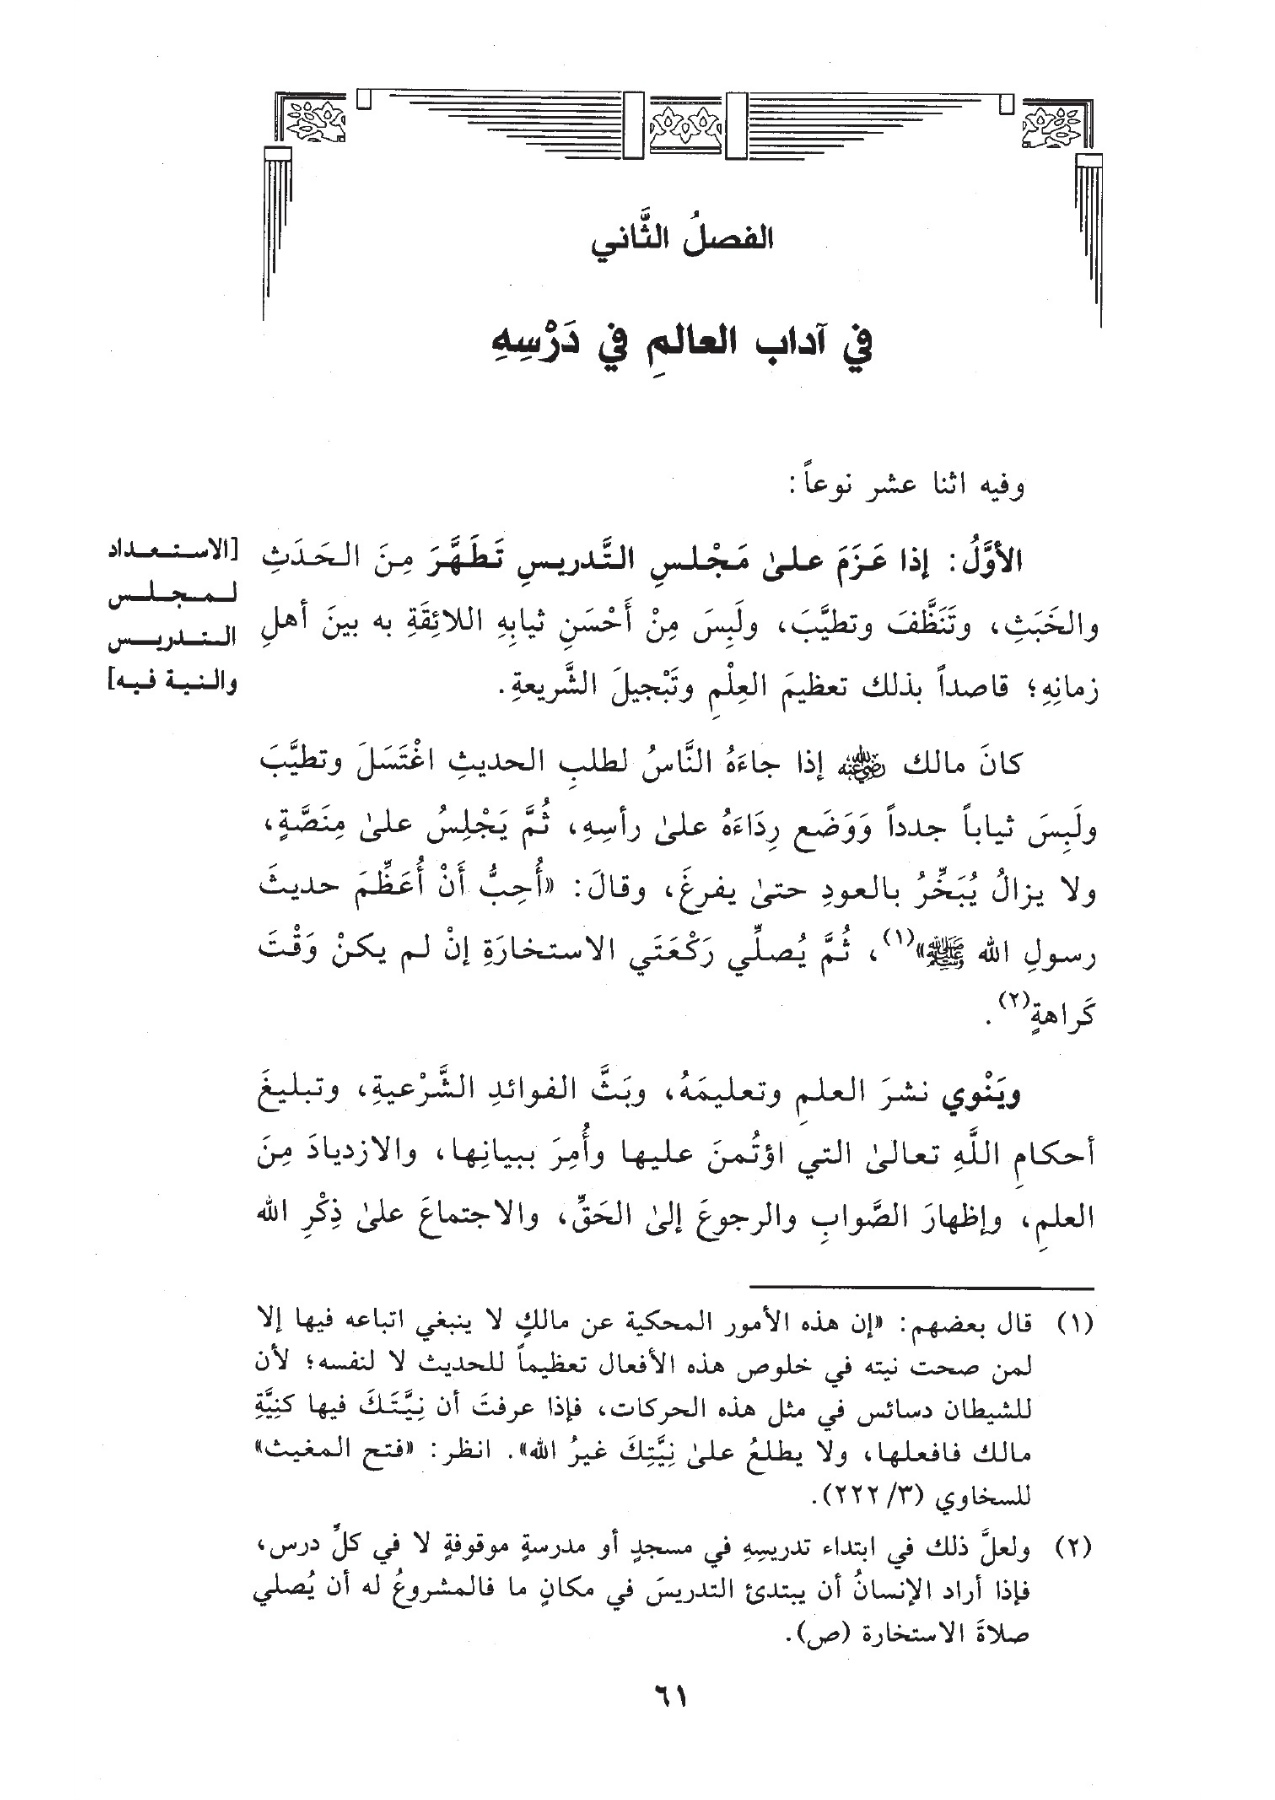 الفصلُ الثَّاني
في آداب العالمِ في دَرْسِهِ
وفيه اثنا عشر نوعاً:
الأوَّلُ: إذا عَزَمَ علىٰ مَجْلسِ التَّدريسِ تَطَهَّرَ مِنَ الحَدَثِ
والخَبَثِ، وتَنَظَّفَ وتطيَّبَ، ولَبِسَ مِنْ أَحْسَنِ ثيابِهِ اللائِقَةِ به بينَ أهلِ
زمانِهِ؛ قاصداً بذلك تعظيمَ العِلْمِ وتَبْجيلَ الشَّريعةِ.
[الاستعداد
لمجلس
التدريس
والنية فيه]
كانَ مالك رضي الله عنه إذا جاءَهُ النَّاسُ لطلبِ الحديثِ اغْتَسَلَ وتطيَّبَ
ولَبِسَ ثياباً جدداً وَوَضَع رِدَاءَهُ علىٰ رأسِهِ، ثُمَّ يَجْلِسُ علىٰ مِنَصَّةٍ،
ولا يزالُ يُبَخِّرُ بالعودِ حتىٰ يفرغَ، وقالَ: «أُحِبُّ أَنْ أُعَظِّمَ حديثَ
رسولِ الله ﷺ»(١)، ثُمَّ يُصلِّي رَكْعَتَي الاستخارَةِ إنْ لم يكنْ وَقْتَ
كَراهةٍ(٢).
ويَنْوي نشرَ العلمِ وتعليمَهُ، وبَثَّ الفوائدِ الشَّرْعيةِ، وتبليغَ
أحكامِ اللَّهِ تعالىٰ التي اؤتُمنَ عليها وأُمِرَ ببيانِها، والازديادَ مِنَ
العلمِ، وإظهارَ الصَّوابِ والرجوعَ إلىٰ الحَقِّ، والاجتماعَ علىٰ ذِكْرِ الله
(١) قال بعضهم: «إن هذه الأمور المحكية عن مالكٍ لا ينبغي اتباعه فيها إلا
لمن صحت نيته في خلوص هذه الأفعال تعظيماً للحديث لا لنفسه؛ لأن
للشيطان دسائس في مثل هذه الحركات، فإذا عرفتَ أن نِيَّتَكَ فيها كنِيَّةِ
مالك فافعلها، ولا يطلعُ علىٰ نِيَّتِكَ غيرُ الله». انظر: «فتح المغيث»
للسخاوي (٣/ ٢٢٢).
(٢) ولعلَّ ذلك في ابتداء تدريسِهِ في مسجدٍ أو مدرسةٍ موقوفةٍ لا في كلِّ درس،
فإذا أراد الإنسانُ أن يبتدئ التدريسَ في مكانٍ ما فالمشروعُ له أن يُصلي
صلاةَ الاستخارة (ص).
٦١